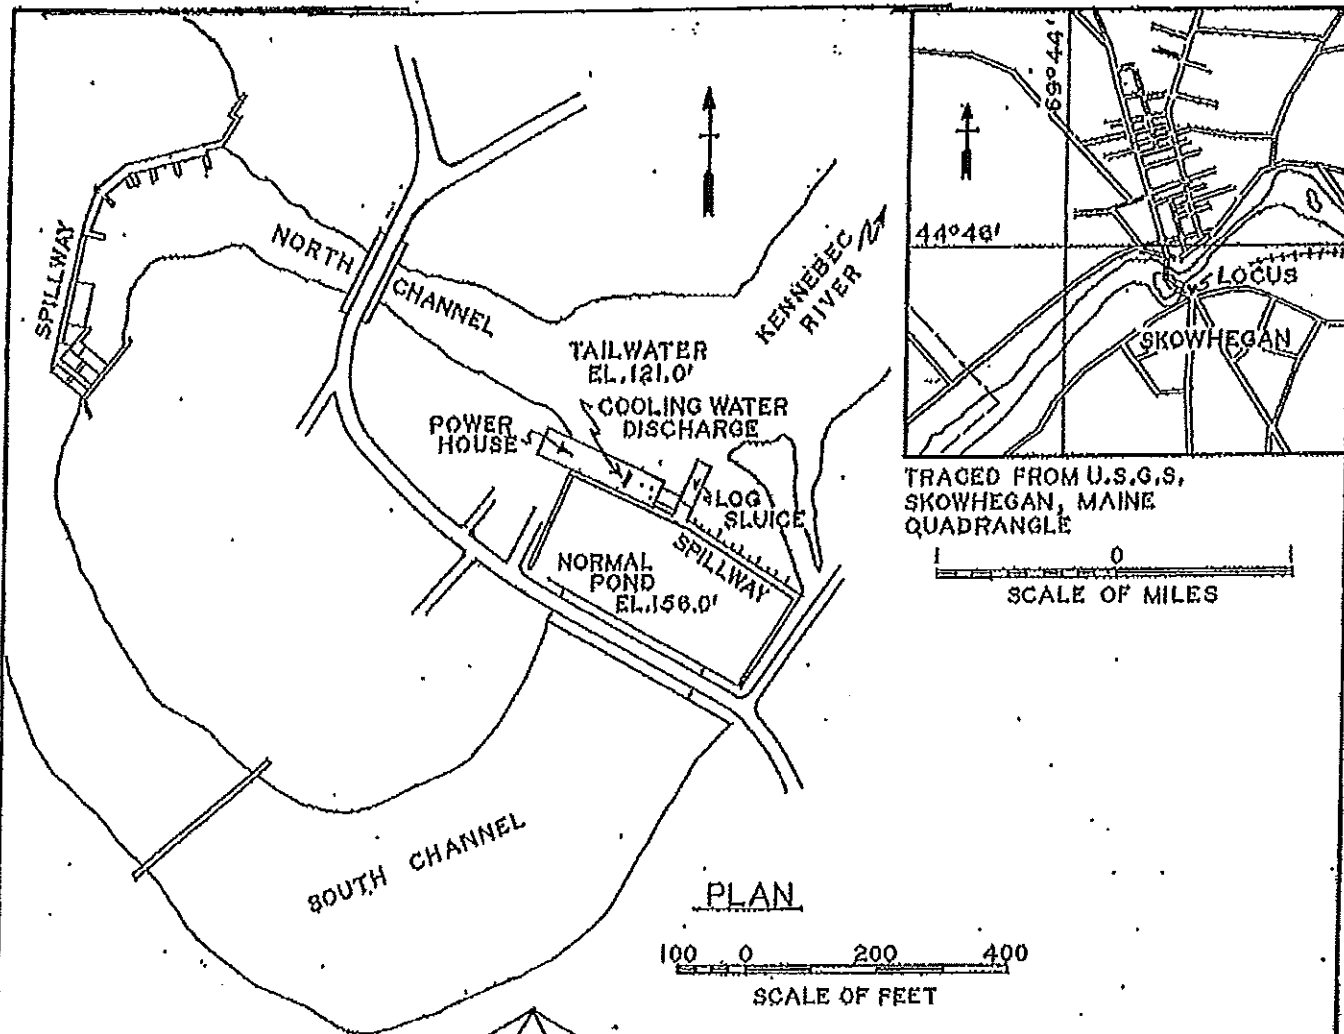 SPILLWAY
NORTH
CHANNEL
KENNEBEC
RIVER
TAILWATER
EL.121.0'
COOLING WATER
DISCHARGE
POWER
HOUSE
LOG
SLUICE
SPILLWAY
NORMAL
POND
EL.156.0'
SOUTH CHANNEL
PLAN
100 0 200 400
SCALE OF FEET
69°44'
44°46'
LOCUS
SKOWHEGAN
TRACED FROM U.S.G.S.
SKOWHEGAN, MAINE
QUADRANGLE
1 0 1
SCALE OF MILES